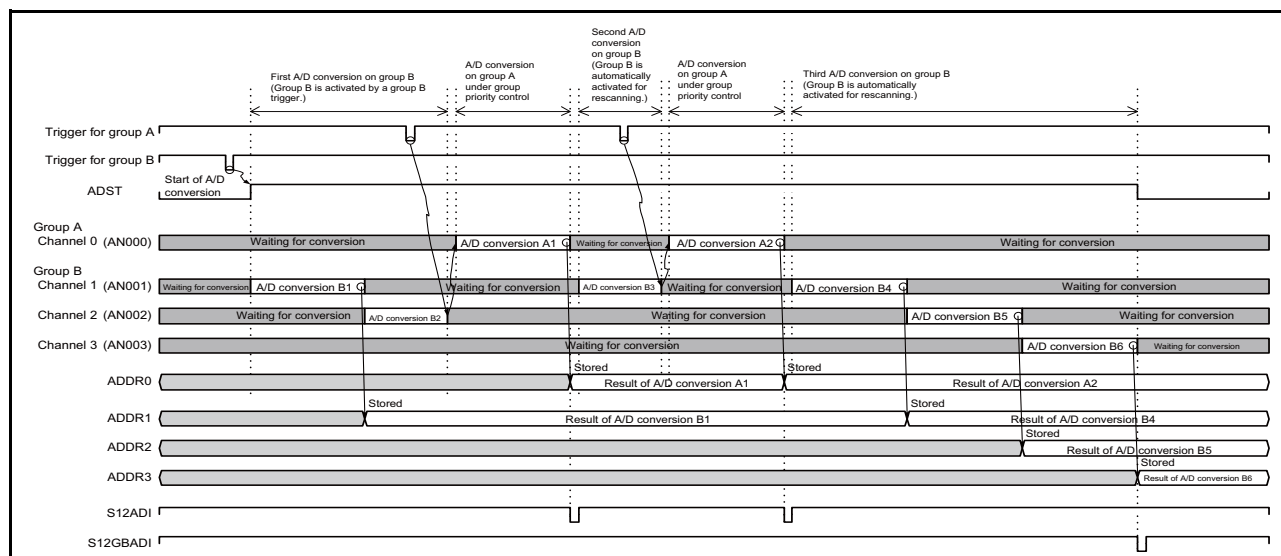 First A/D conversion on group B
(Group B is activated by a group B
trigger.)
A/D conversion
on group A
under group
priority control
Second A/D
conversion
on group B
(Group B is
automatically
activated for
rescanning.)
A/D conversion
on group A
under group
priority control
Third A/D conversion on group B
(Group B is automatically
activated for rescanning.)
Trigger for group A
Trigger for group B
ADST
Start of A/D
conversion
Group A
Channel 0 (AN000)
Waiting for conversion
A/D conversion A1
Waiting for conversion
A/D conversion A2
Waiting for conversion
Group B
Channel 1 (AN001)
Waiting for conversion
A/D conversion B1
Waiting for conversion
A/D conversion B3
Waiting for conversion
A/D conversion B4
Waiting for conversion
Channel 2 (AN002)
Waiting for conversion
A/D conversion B2
Waiting for conversion
A/D conversion B5
Waiting for conversion
Channel 3 (AN003)
Waiting for conversion
A/D conversion B6
Waiting for conversion
ADDR0
Stored
Result of A/D conversion A1
Stored
Result of A/D conversion A2
ADDR1
Stored
Result of A/D conversion B1
Stored
Result of A/D conversion B4
ADDR2
Stored
Result of A/D conversion B5
ADDR3
Stored
Result of A/D conversion B6
S12ADI
S12GBADI